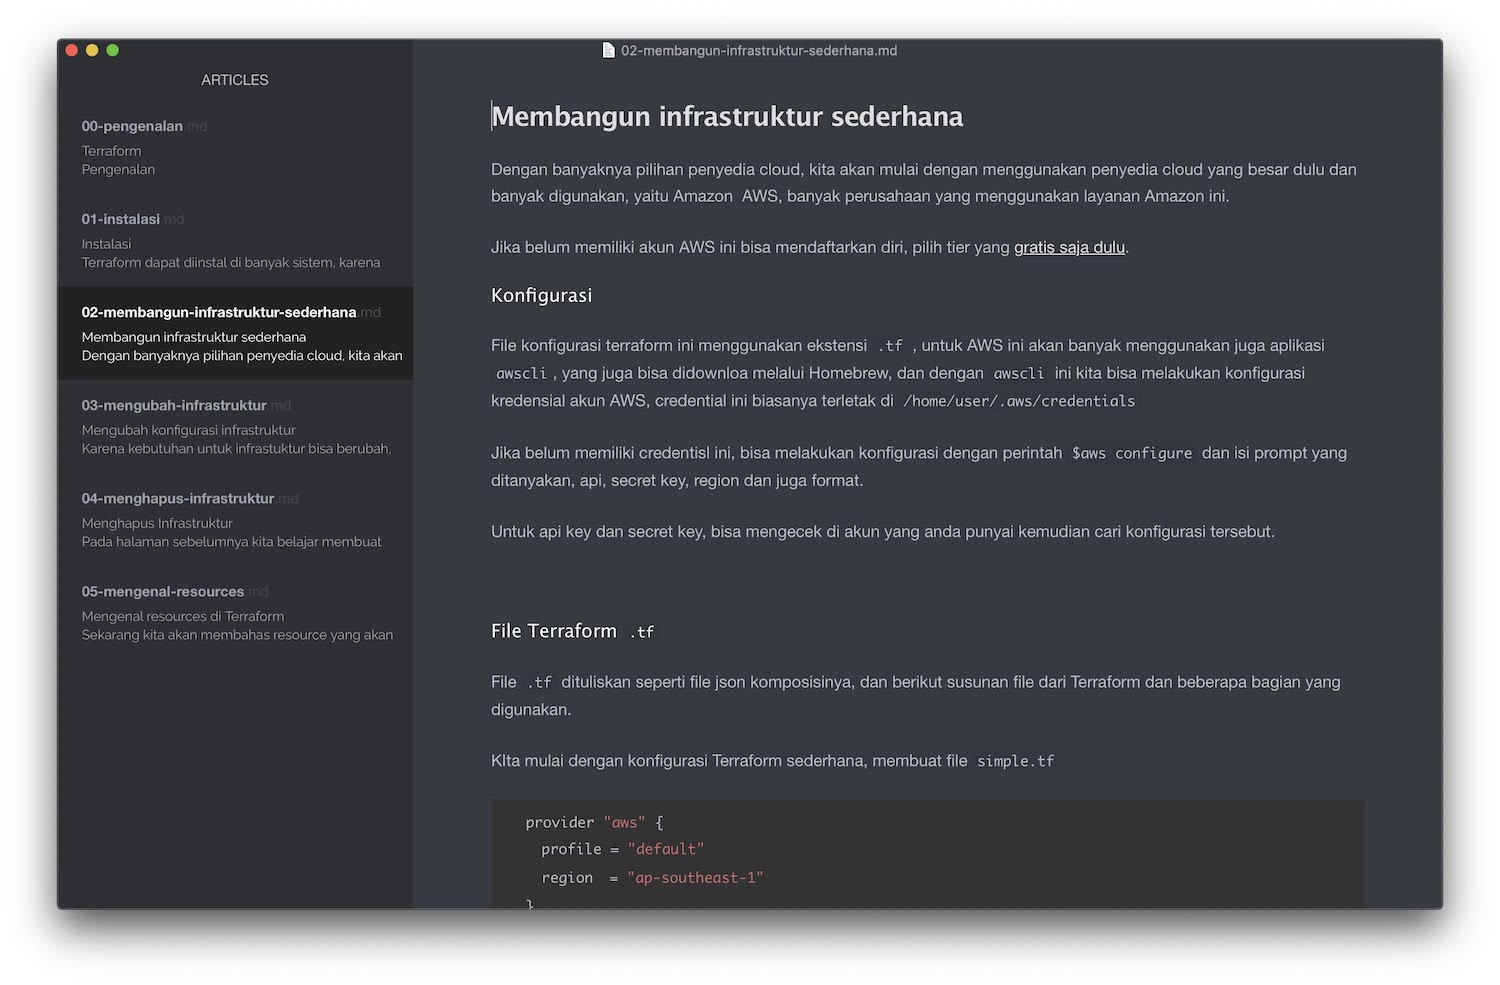 02-membangun-infrastruktur-sederhana.md
ARTICLES
00-pengenalan.md
Terraform
Pengenalan
01-instalasi.md
Instalasi
Terraform dapat diinstal di banyak sistem, karena
02-membangun-infrastruktur-sederhana.md
Membangun infrastruktur sederhana
Dengan banyaknya pilihan penyedia cloud, kita akan
03-mengubah-infrastruktur.md
Mengubah konfigurasi infrastruktur
Karena kebutuhan untuk infrastuktur bisa berubah,
04-menghapus-infrastruktur.md
Menghapus Infrastruktur
Pada halaman sebelumnya kita belajar membuat
05-mengenal-resources.md
Mengenal resources di Terraform
Sekarang kita akan membahas resource yang akan
Membangun infrastruktur sederhana
Dengan banyaknya pilihan penyedia cloud, kita akan mulai dengan menggunakan penyedia cloud yang besar dulu dan
banyak digunakan, yaitu Amazon  AWS, banyak perusahaan yang menggunakan layanan Amazon ini.
Jika belum memiliki akun AWS ini bisa mendaftarkan diri, pilih tier yang gratis saja dulu.
Konfigurasi
File konfigurasi terraform ini menggunakan ekstensi .tf , untuk AWS ini akan banyak menggunakan juga aplikasi
awscli , yang juga bisa didownloa melalui Homebrew, dan dengan awscli ini kita bisa melakukan konfigurasi
kredensial akun AWS, credential ini biasanya terletak di /home/user/.aws/credentials
Jika belum memiliki credentisl ini, bisa melakukan konfigurasi dengan perintah $aws configure dan isi prompt yang
ditanyakan, api, secret key, region dan juga format.
Untuk api key dan secret key, bisa mengecek di akun yang anda punyai kemudian cari konfigurasi tersebut.
File Terraform .tf
File .tf dituliskan seperti file json komposisinya, dan berikut susunan file dari Terraform dan beberapa bagian yang
digunakan.
KIta mulai dengan konfigurasi Terraform sederhana, membuat file simple.tf
provider "aws" {
  profile = "default"
  region  = "ap-southeast-1"
}